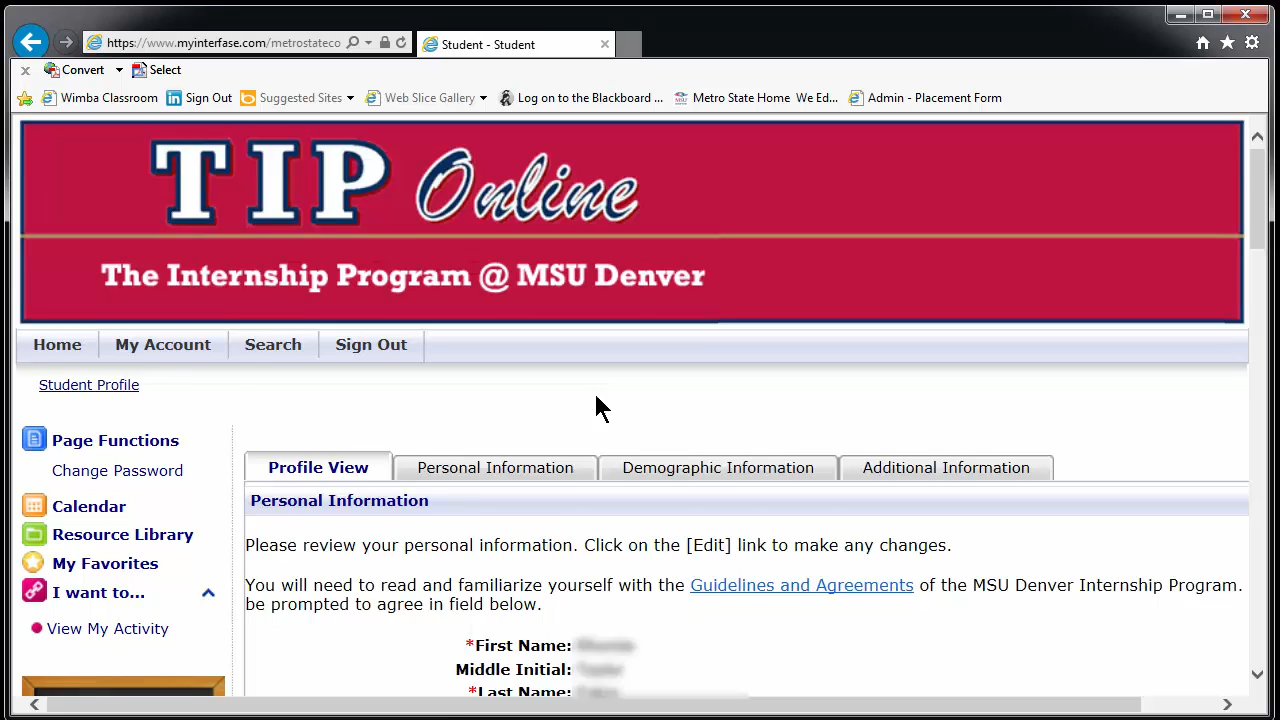 https://www.myinterfase.com/metrostateco
Student - Student
Convert
Select
Wimba Classroom
Sign Out
Suggested Sites
Web Slice Gallery
Log on to the Blackboard ...
Metro State Home We Ed...
Admin - Placement Form
TIP Online
The Internship Program @ MSU Denver
Home
My Account
Search
Sign Out
Student Profile
Page Functions
Change Password
Calendar
Resource Library
My Favorites
I want to...
View My Activity
Profile View
Personal Information
Demographic Information
Additional Information
Personal Information
Please review your personal information. Click on the [Edit] link to make any changes.
You will need to read and familiarize yourself with the Guidelines and Agreements of the MSU Denver Internship Program.
be prompted to agree in field below.
*First Name:
Middle Initial:
*Last Name: